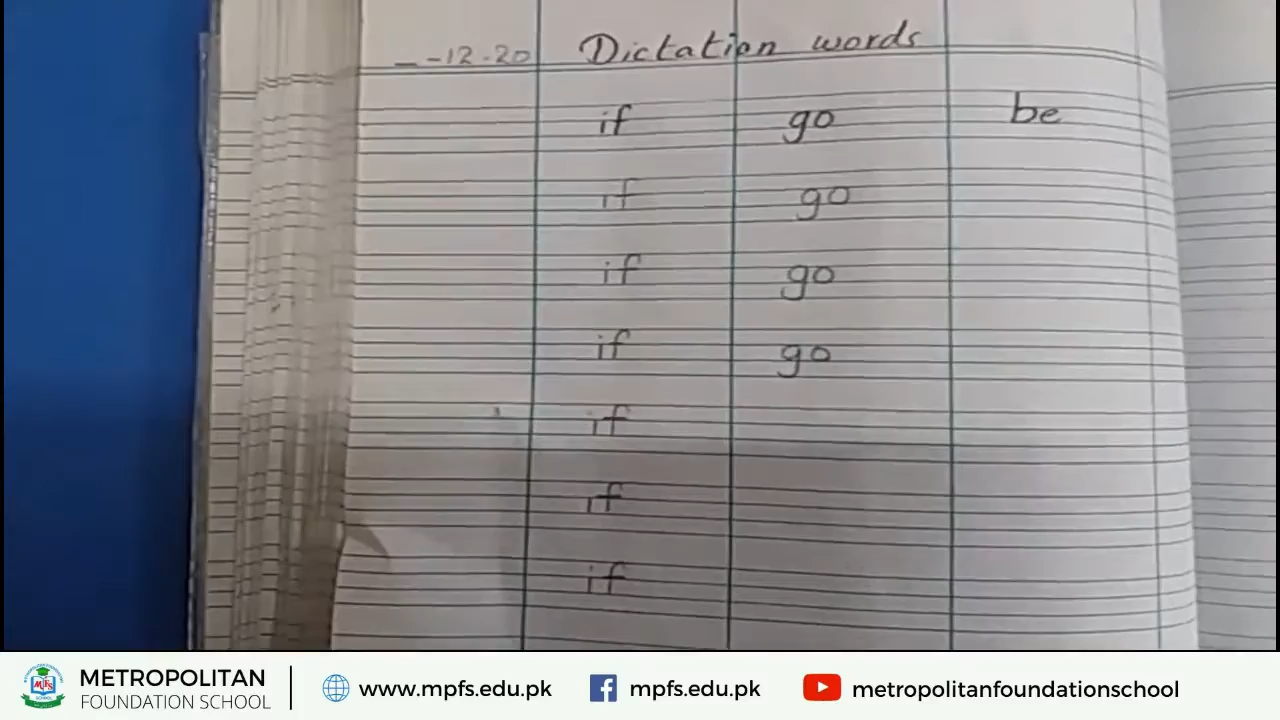 _ -12-20 Dictation words
if go be
if go
if go
if go
if
if
if
METROPOLITAN
FOUNDATION SCHOOL
www.mpfs.edu.pk
mpfs.edu.pk
metropolitanfoundationschool